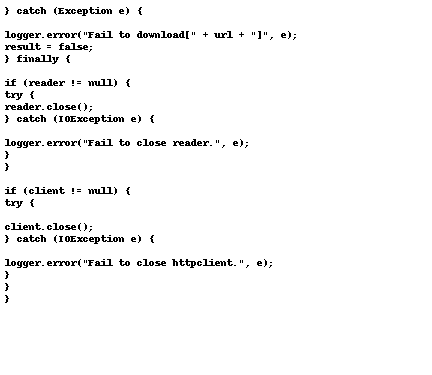 } catch (Exception e) {
logger.error("Fail to download[" + url + "]", e);
result = false;
} finally {
if (reader != null) {
try {
reader.close();
} catch (IOException e) {
logger.error("Fail to close reader.", e);
}
}
if (client != null) {
try {
client.close();
} catch (IOException e) {
logger.error("Fail to close httpclient.", e);
}
}
}